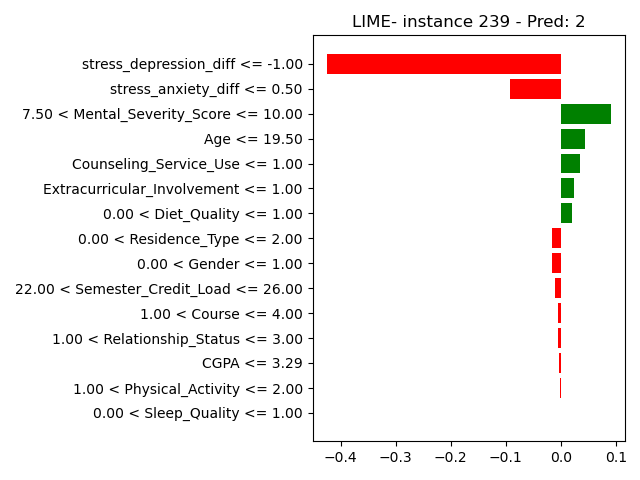 LIME- instance 239 - Pred: 2
stress_depression_diff <= -1.00
stress_anxiety_diff <= 0.50
7.50 < Mental_Severity_Score <= 10.00
Age <= 19.50
Counseling_Service_Use <= 1.00
Extracurricular_Involvement <= 1.00
0.00 < Diet_Quality <= 1.00
0.00 < Residence_Type <= 2.00
0.00 < Gender <= 1.00
22.00 < Semester_Credit_Load <= 26.00
1.00 < Course <= 4.00
1.00 < Relationship_Status <= 3.00
CGPA <= 3.29
1.00 < Physical_Activity <= 2.00
0.00 < Sleep_Quality <= 1.00
−0.4 −0.3 −0.2 −0.1 0.0 0.1